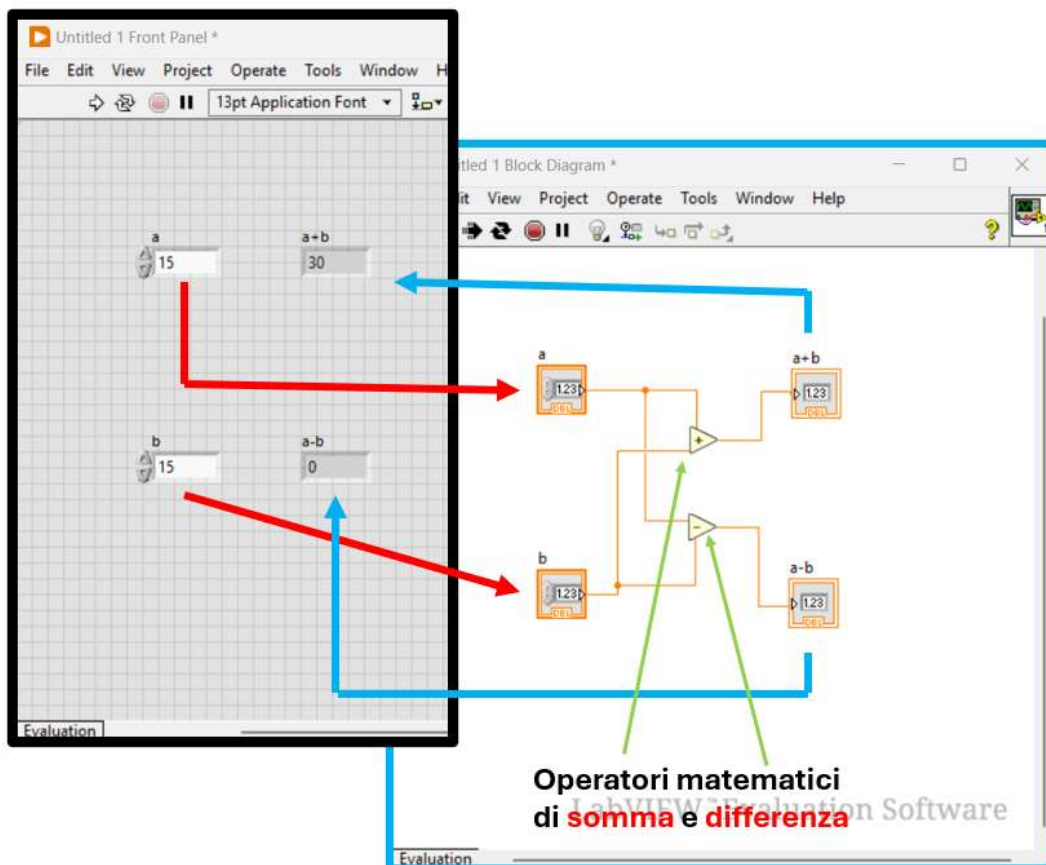 Untitled 1 Front Panel *
File Edit View Project Operate Tools Window H
13pt Application Font
a
15
a+b
30
b
15
a-b
0
Evaluation
titled 1 Block Diagram *
it View Project Operate Tools Window Help
?
a
1.23
DBL
a+b
1.23
DBL
+
-
b
1.23
DBL
a-b
1.23
DBL
Operatori matematici
di somma e differenza
LabVIEW™ Evaluation Software
Evaluation